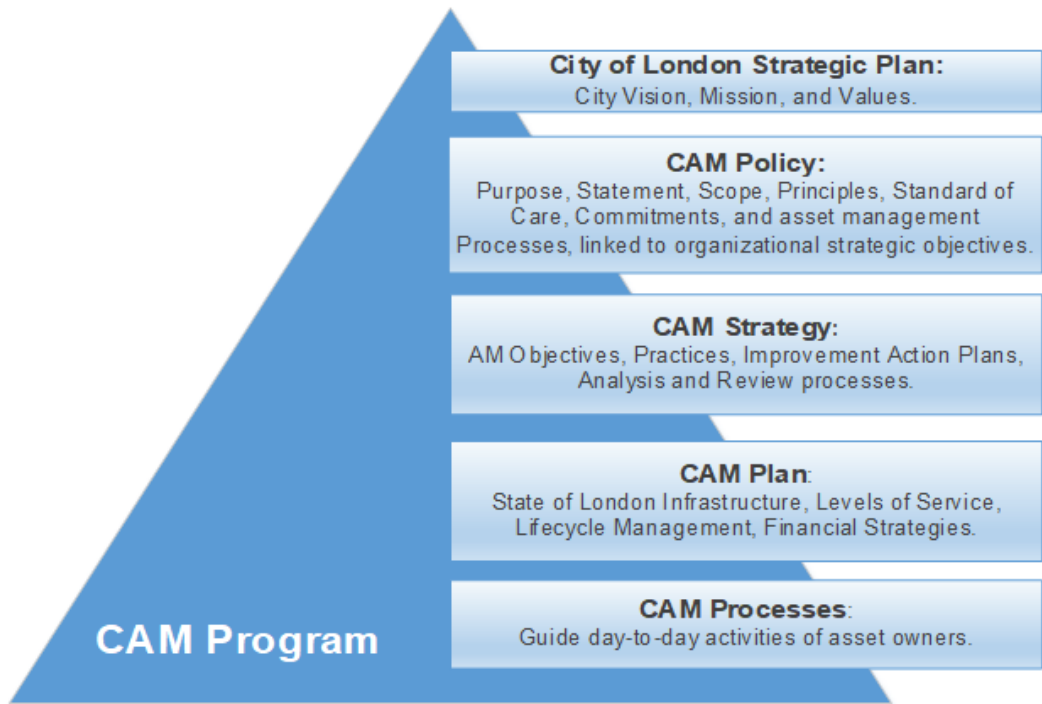 City of London Strategic Plan:
City Vision, Mission, and Values.
CAM Policy:
Purpose, Statement, Scope, Principles, Standard of
Care, Commitments, and asset management
Processes, linked to organizational strategic objectives.
CAM Strategy:
AM Objectives, Practices, Improvement Action Plans,
Analysis and Review processes.
CAM Plan:
State of London Infrastructure, Levels of Service,
Lifecycle Management, Financial Strategies.
CAM Processes:
Guide day-to-day activities of asset owners.
CAM Program